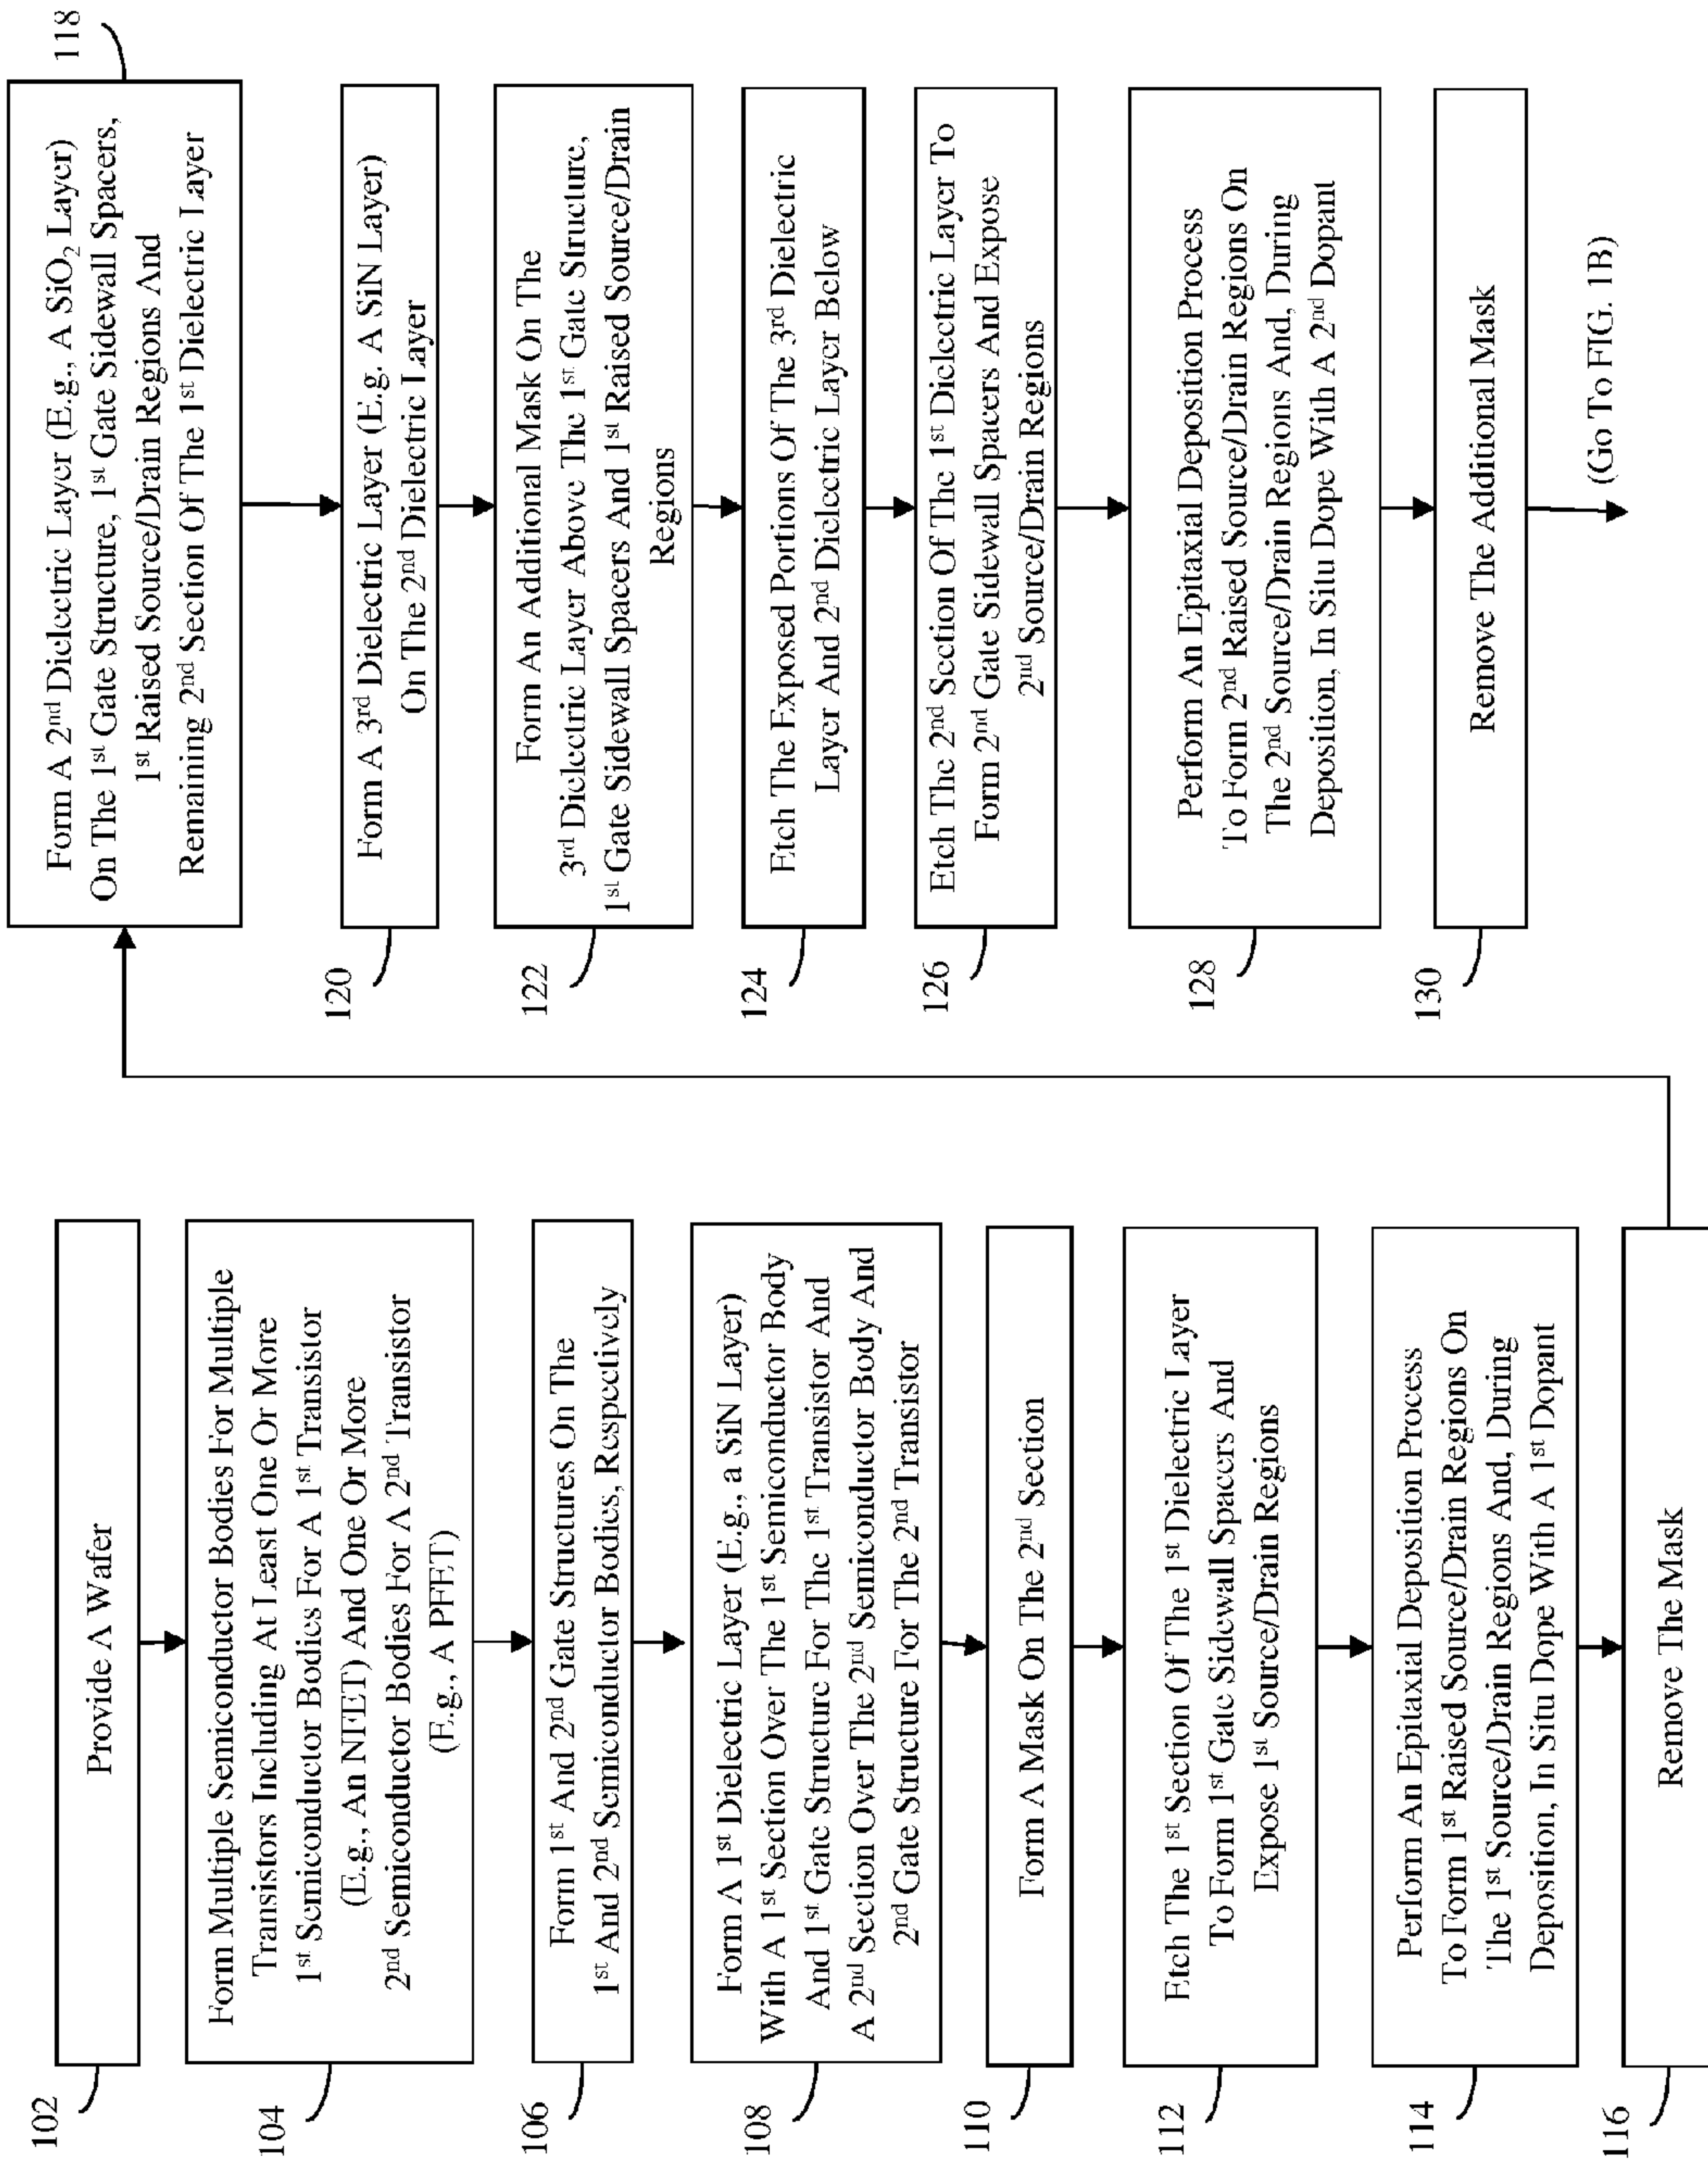 102
Provide A Wafer
104
Form Multiple Semiconductor Bodies For Multiple
Transistors Including At Least One Or More
1st Semiconductor Bodies For A 1st Transistor
(E.g., An NFET) And One Or More
2nd Semiconductor Bodies For A 2nd Transistor
(E.g., A PFET)
106
Form 1st And 2nd Gate Structures On The
1st And 2nd Semiconductor Bodies, Respectively
108
Form A 1st Dielectric Layer (E.g., a SiN Layer)
With A 1st Section Over The 1st Semiconductor Body
And 1st Gate Structure For The 1st Transistor And
A 2nd Section Over The 2nd Semiconductor Body And
2nd Gate Structure For The 2nd Transistor
110
Form A Mask On The 2nd Section
112
Etch The 1st Section Of The 1st Dielectric Layer
To Form 1st Gate Sidewall Spacers And
Expose 1st Source/Drain Regions
114
Perform An Epitaxial Deposition Process
To Form 1st Raised Source/Drain Regions On
The 1st Source/Drain Regions And, During
Deposition, In Situ Dope With A 1st Dopant
116
Remove The Mask
118
Form A 2nd Dielectric Layer (E.g., A SiO₂ Layer)
On The 1st Gate Structure, 1st Gate Sidewall Spacers,
1st Raised Source/Drain Regions And
Remaining 2nd Section Of The 1st Dielectric Layer
120
Form A 3rd Dielectric Layer (E.g. A SiN Layer)
On The 2nd Dielectric Layer
122
Form An Additional Mask On The
3rd Dielectric Layer Above The 1st Gate Structure,
1st Gate Sidewall Spacers And 1st Raised Source/Drain
Regions
124
Etch The Exposed Portions Of The 3rd Dielectric
Layer And 2nd Dielectric Layer Below
126
Etch The 2nd Section Of The 1st Dielectric Layer To
Form 2nd Gate Sidewall Spacers And Expose
2nd Source/Drain Regions
128
Perform An Epitaxial Deposition Process
To Form 2nd Raised Source/Drain Regions On
The 2nd Source/Drain Regions And, During
Deposition, In Situ Dope With A 2nd Dopant
130
Remove The Additional Mask
(Go To FIG. 1B)